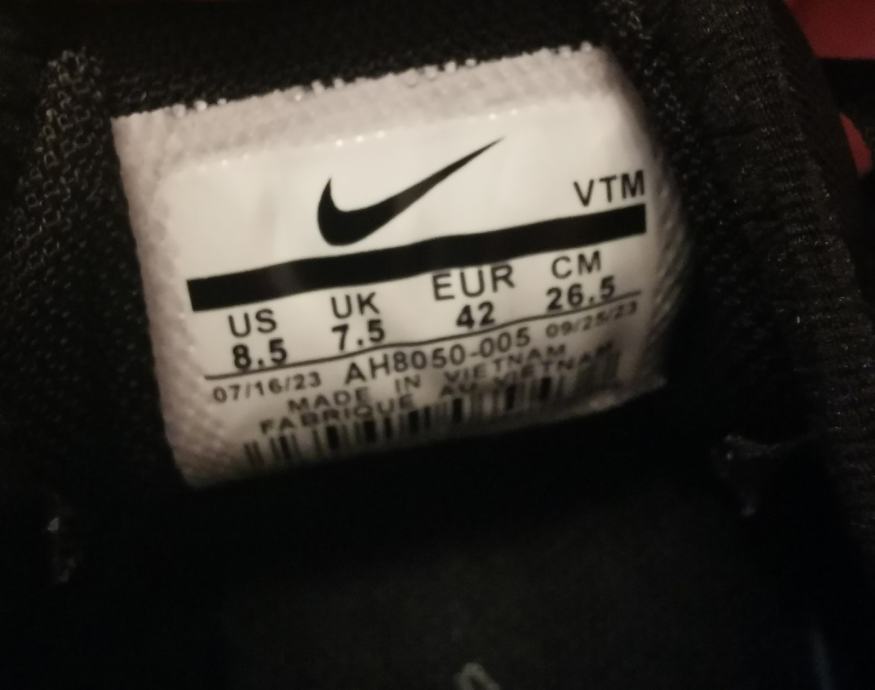 VTM
US UK EUR CM
8.5 7.5 42 26.5
07/16/23 AH8050-005 09/25/23
MADE IN VIETNAM
FABRIQUE AU VIETNAM